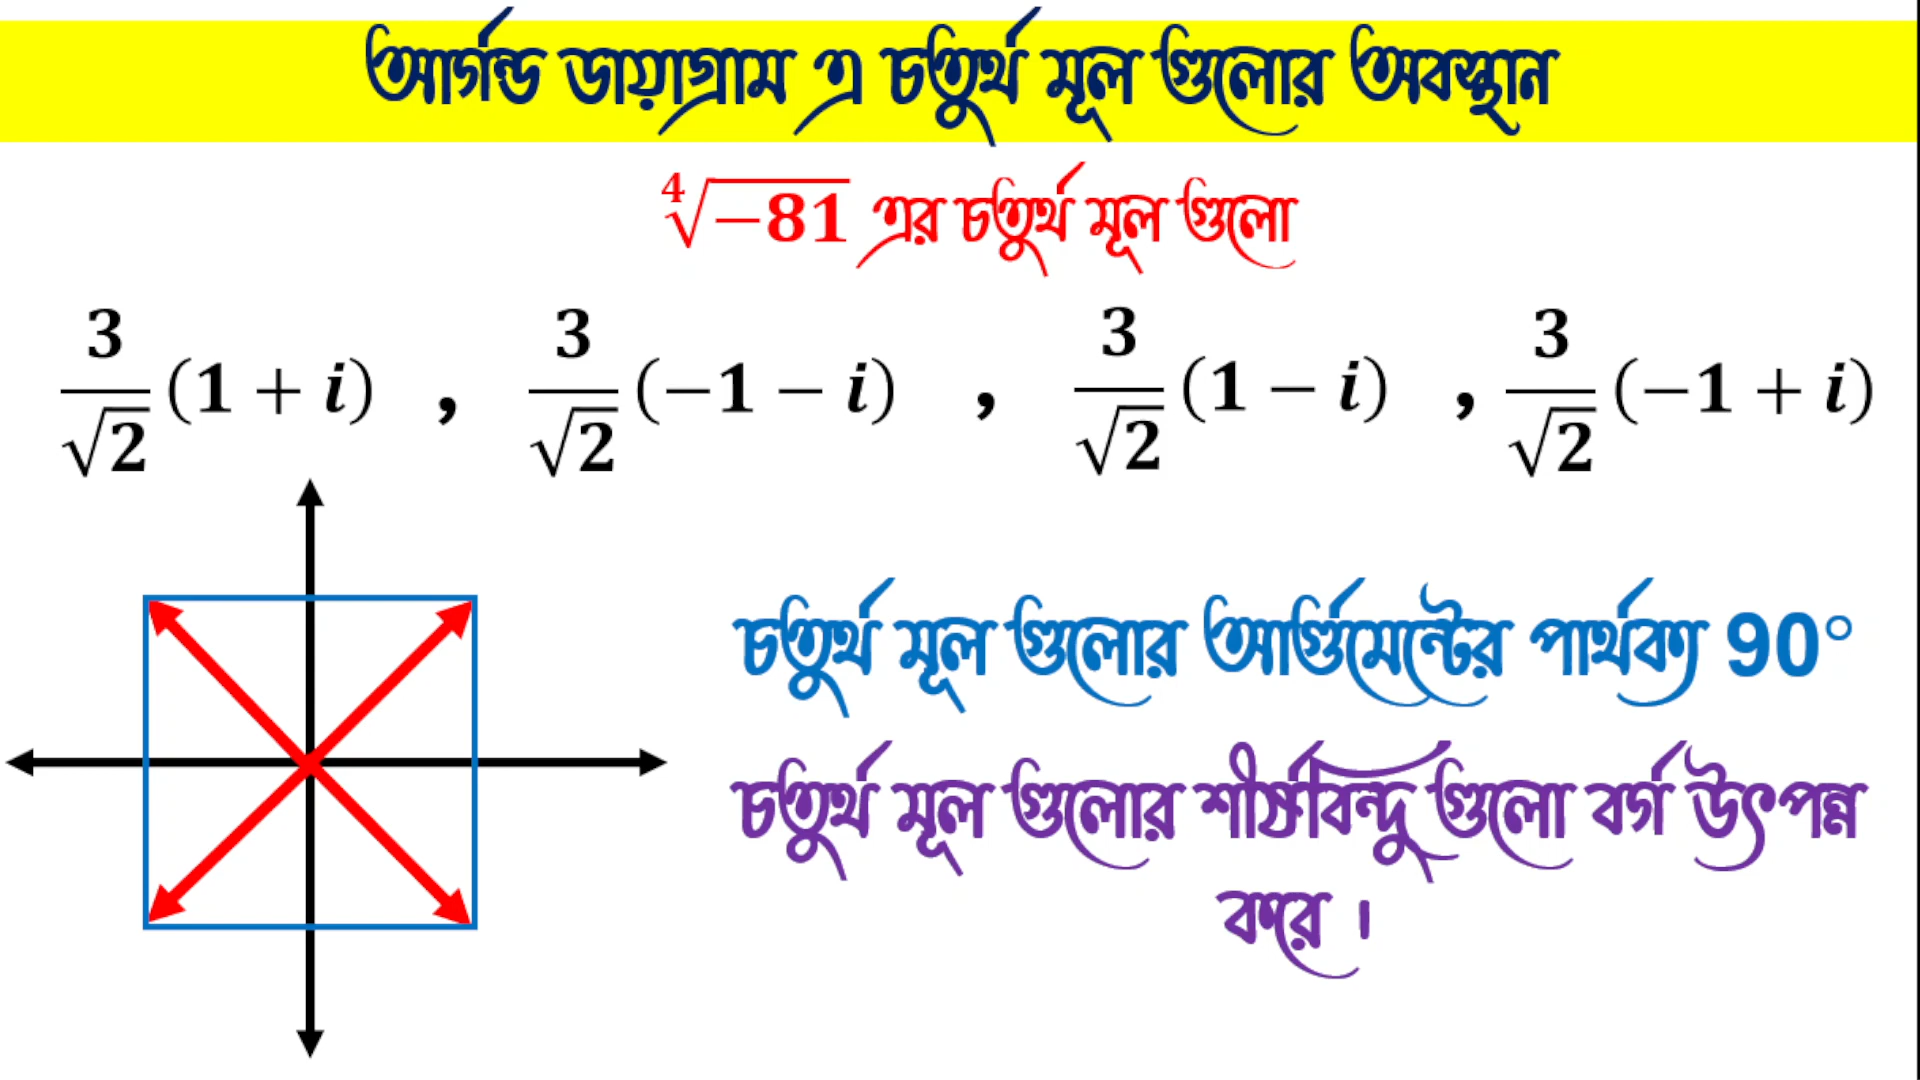 আর্গন্ড ডায়াগ্রাম এ চতুর্থ মূল গুলোর অবস্থান
∜−81 এর চতুর্থ মূল গুলো
3/√2 (1 + i) , 3/√2 (−1 − i) , 3/√2 (1 − i) , 3/√2 (−1 + i)
চতুর্থ মূল গুলোর আর্গুমেন্টের পার্থক্য 90°
চতুর্থ মূল গুলোর শীর্ষবিন্দু গুলো বর্গ উৎপন্ন
করে ।